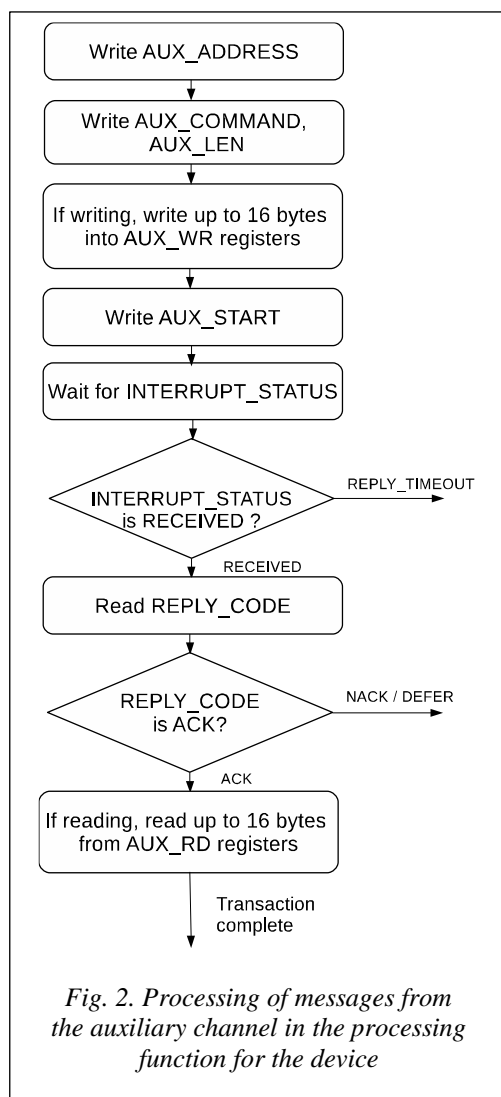 Write AUX_ADDRESS
Write AUX_COMMAND,
AUX_LEN
If writing, write up to 16 bytes
into AUX_WR registers
Write AUX_START
Wait for INTERRUPT_STATUS
INTERRUPT_STATUS
is RECEIVED ?
REPLY_TIMEOUT
RECEIVED
Read REPLY_CODE
REPLY_CODE
is ACK?
NACK / DEFER
ACK
If reading, read up to 16 bytes
from AUX_RD registers
Transaction
complete
Fig. 2. Processing of messages from
the auxiliary channel in the processing
function for the device